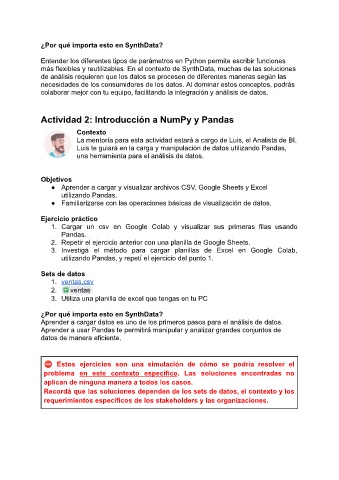 ¿Por qué importa esto en SynthData?
Entender los diferentes tipos de parámetros en Python permite escribir funciones
más flexibles y reutilizables. En el contexto de SynthData, muchas de las soluciones
de análisis requieren que los datos se procesen de diferentes maneras según las
necesidades de los consumidores de los datos. Al dominar estos conceptos, podrás
colaborar mejor con tu equipo, facilitando la integración y análisis de datos.
Actividad 2: Introducción a NumPy y Pandas
Contexto
La mentoría para esta actividad estará a cargo de Luis, el Analista de BI.
Luis te guiará en la carga y manipulación de datos utilizando Pandas,
una herramienta para el análisis de datos.
Objetivos
● Aprender a cargar y visualizar archivos CSV, Google Sheets y Excel
utilizando Pandas.
● Familiarizarse con las operaciones básicas de visualización de datos.
Ejercicio práctico
1. Cargar un csv en Google Colab y visualizar sus primeras filas usando
Pandas.
2. Repetir el ejercicio anterior con una planilla de Google Sheets.
3. Investigá el método para cargar planillas de Excel en Google Colab,
utilizando Pandas, y repetí el ejercicio del punto 1.
Sets de datos
1. ventas.csv
2. ventas
3. Utiliza una planilla de excel que tengas en tu PC
¿Por qué importa esto en SynthData?
Aprender a cargar datos es uno de los primeros pasos para el análisis de datos.
Aprender a usar Pandas te permitirá manipular y analizar grandes conjuntos de
datos de manera eficiente.
Estos ejercicios son una simulación de cómo se podría resolver el
problema en este contexto específico. Las soluciones encontradas no
aplican de ninguna manera a todos los casos.
Recordá que las soluciones dependen de los sets de datos, el contexto y los
requerimientos específicos de los stakeholders y las organizaciones.